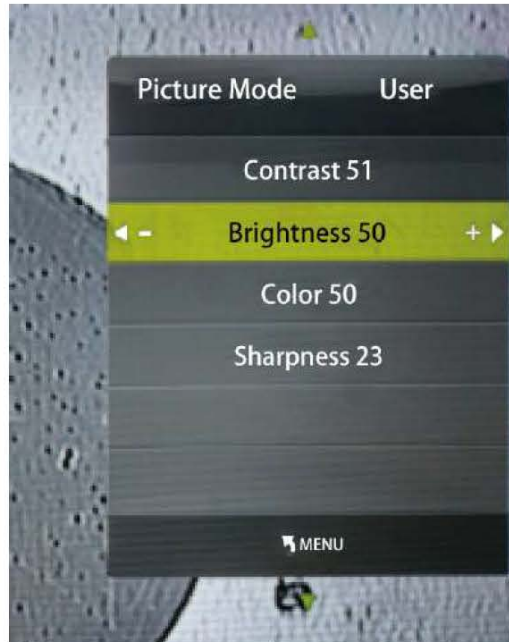 Picture Mode User
Contrast 51
- Brightness 50 +
Color 50
Sharpness 23
MENU